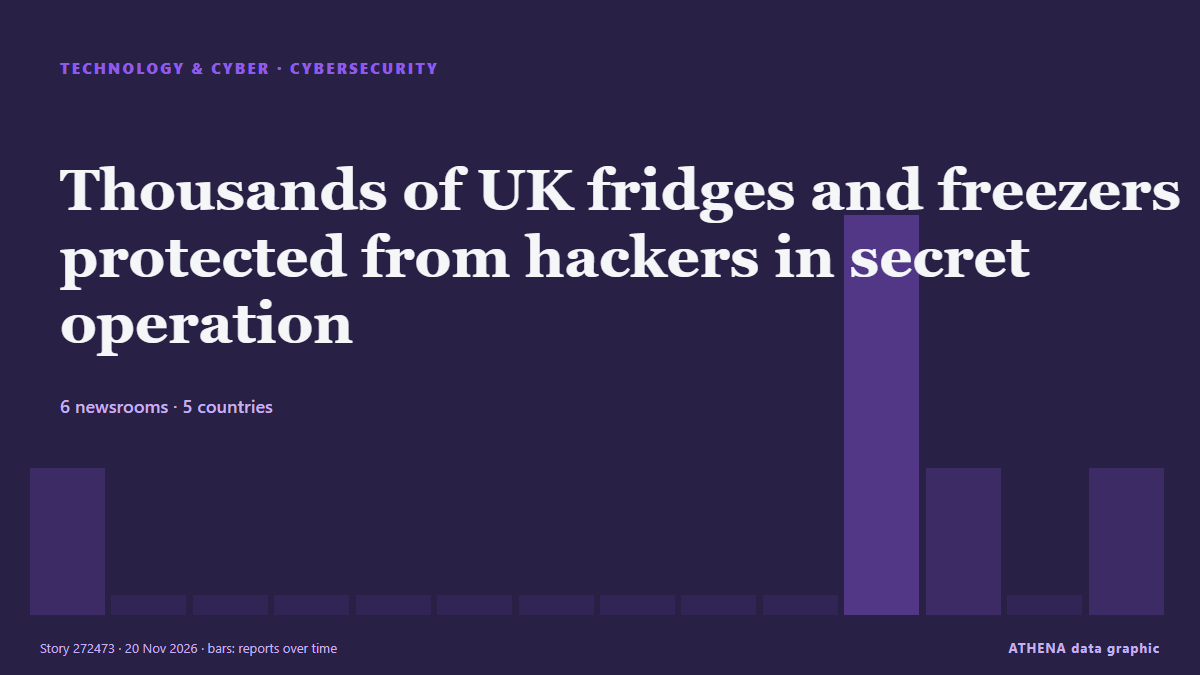 TECHNOLOGY & CYBER · CYBERSECURITY
Thousands of UK fridges and freezers
protected from hackers in secret
operation
6 newsrooms · 5 countries
Story 272473 · 20 Nov 2026 · bars: reports over time
ATHENA data graphic